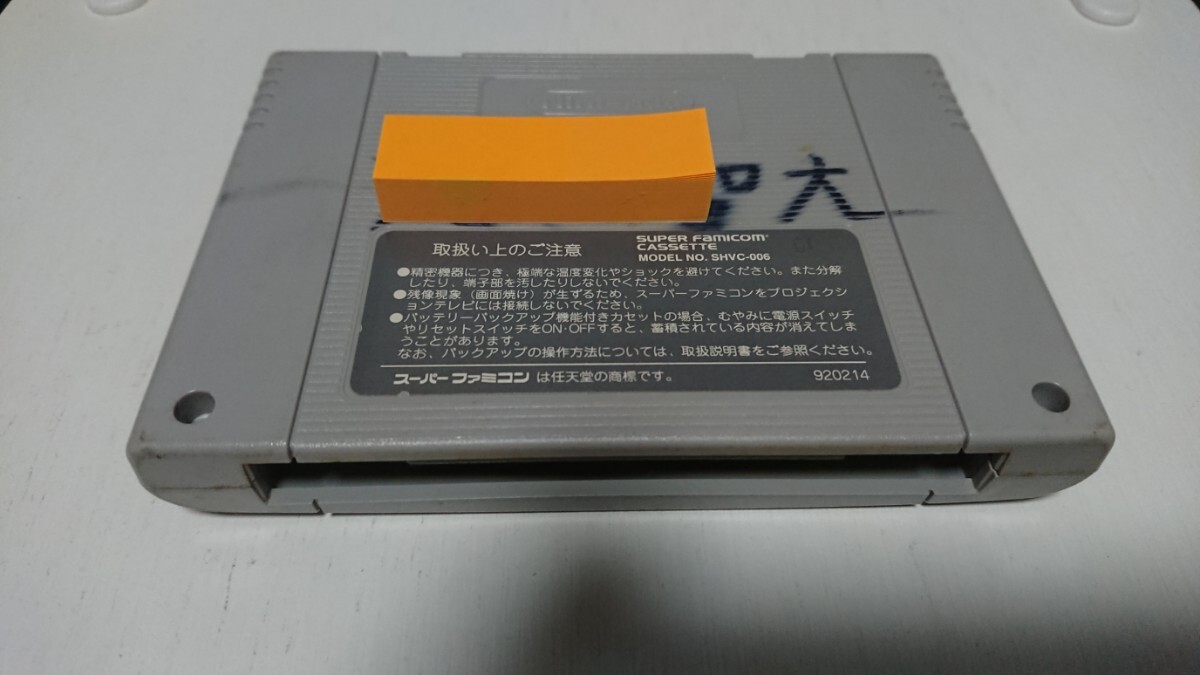 大
取扱い上のご注意
SUPER FAMICOM
CASSETTE
MODEL NO. SHVC-006
●精密機器につき、極端な温度変化やショックを避けてください。また分解
したり、端子部を汚したりしないでください。
●残像現象（画面焼け）が生ずるため、スーパーファミコンをプロジェクシ
ョンテレビには接続しないでください。
●バッテリーバックアップ機能付きカセットの場合、むやみに電源スイッチ
やリセットスイッチをON・OFFすると、蓄積されている内容が消えてしま
うことがあります。
なお、バックアップの操作方法については、取扱説明書をご参照ください。
スーパーファミコン は任天堂の商標です。
920214